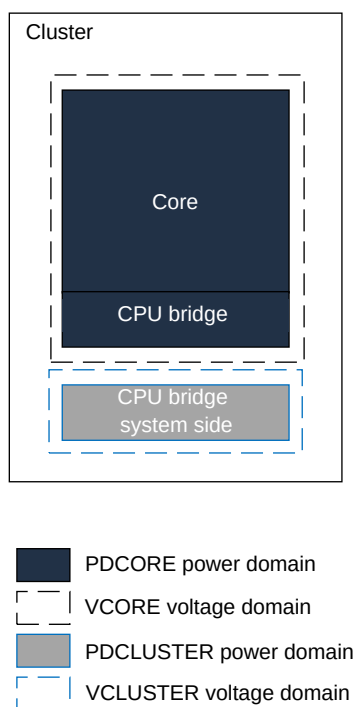 Cluster
Core
CPU bridge
CPU bridge
system side
PDCORE power domain
VCORE voltage domain
PDCLUSTER power domain
VCLUSTER voltage domain